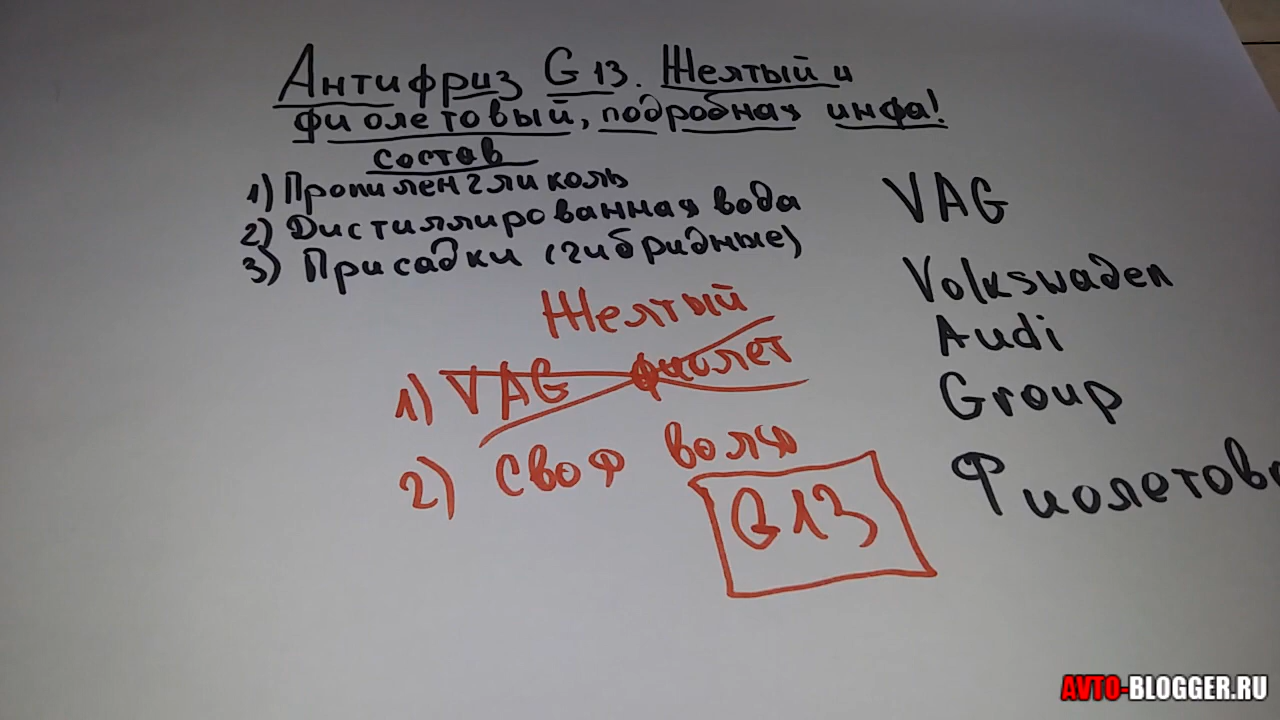 Антифриз G13. Желтый и
фиолетовый, подробная инфа!
состав
1) Пропиленгликоль
2) Дистиллированная вода
3) Присадки (гибридные)
Желтый
1) VAG фиолет
2) своя воля
G13
VAG
Volkswaden
Audi
Group
Фиолетов
AVTO-BLOGGER.RU